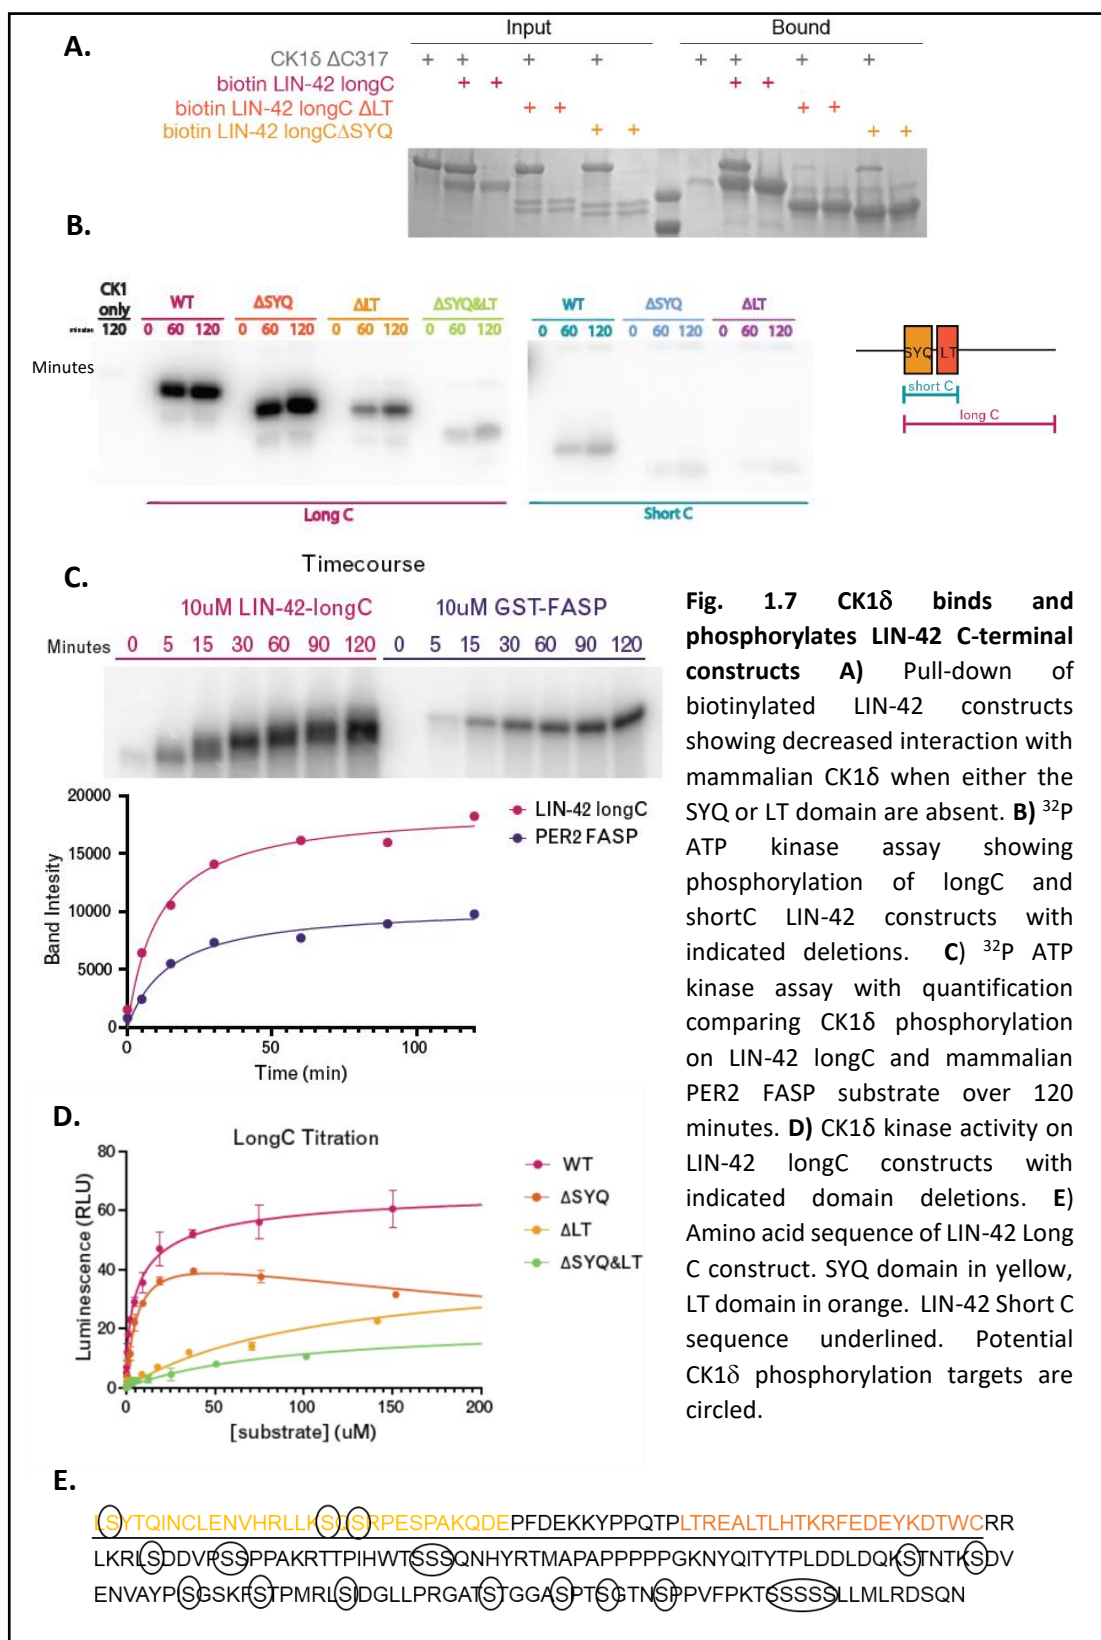 A.
Input Bound
CK1δ ΔC317 + + + + + + + +
biotin LIN-42 longC + + + +
biotin LIN-42 longC ΔLT + + + +
biotin LIN-42 longCΔSYQ + + + +
B.
CK1 only WT ΔSYQ ΔLT ΔSYQ&LT WT ΔSYQ ΔLT
minutes 120 0 60 120 0 60 120 0 60 120 0 60 120 0 60 120 0 60 120 0 60 120
Minutes
SYQ LT
short C
long C
Long C Short C
C.
Timecourse
10uM LIN-42-longC 10uM GST-FASP
Minutes 0 5 15 30 60 90 120 0 5 15 30 60 90 120
20000
15000
10000
5000
0
Band Intesity
LIN-42 longC
PER2 FASP
0 50 100
Time (min)
D.
LongC Titration
80
60
40
20
0
Luminescence (RLU)
WT
ΔSYQ
ΔLT
ΔSYQ&LT
0 50 100 150 200
[substrate] (uM)
Fig. 1.7 CK1δ binds and
phosphorylates LIN-42 C-terminal
constructs A) Pull-down of
biotinylated LIN-42 constructs
showing decreased interaction with
mammalian CK1δ when either the
SYQ or LT domain are absent. B) ³²P
ATP kinase assay showing
phosphorylation of longC and
shortC LIN-42 constructs with
indicated deletions. C) ³²P ATP
kinase assay with quantification
comparing CK1δ phosphorylation
on LIN-42 longC and mammalian
PER2 FASP substrate over 120
minutes. D) CK1δ kinase activity on
LIN-42 longC constructs with
indicated domain deletions. E)
Amino acid sequence of LIN-42 Long
C construct. SYQ domain in yellow,
LT domain in orange. LIN-42 Short C
sequence underlined. Potential
CK1δ phosphorylation targets are
circled.
E.
LSYTQINCLENVHRLLKSQSRPESPAKQDEPFDEKKYPPQTPLTREALTLHTKRFEDEYKDTWCRR
LKRLSDDVPSSPPAKRTTPIHWTSSSQNHYRTMAPAPPPPPGKNYQITYTPLDDLDQKSTNTKSDV
ENVAYPISGSKFSTPMRLSIDGLLPRGATSTGGASPTSGTNSPPVFPKTSSSSSLLMLRDSQN